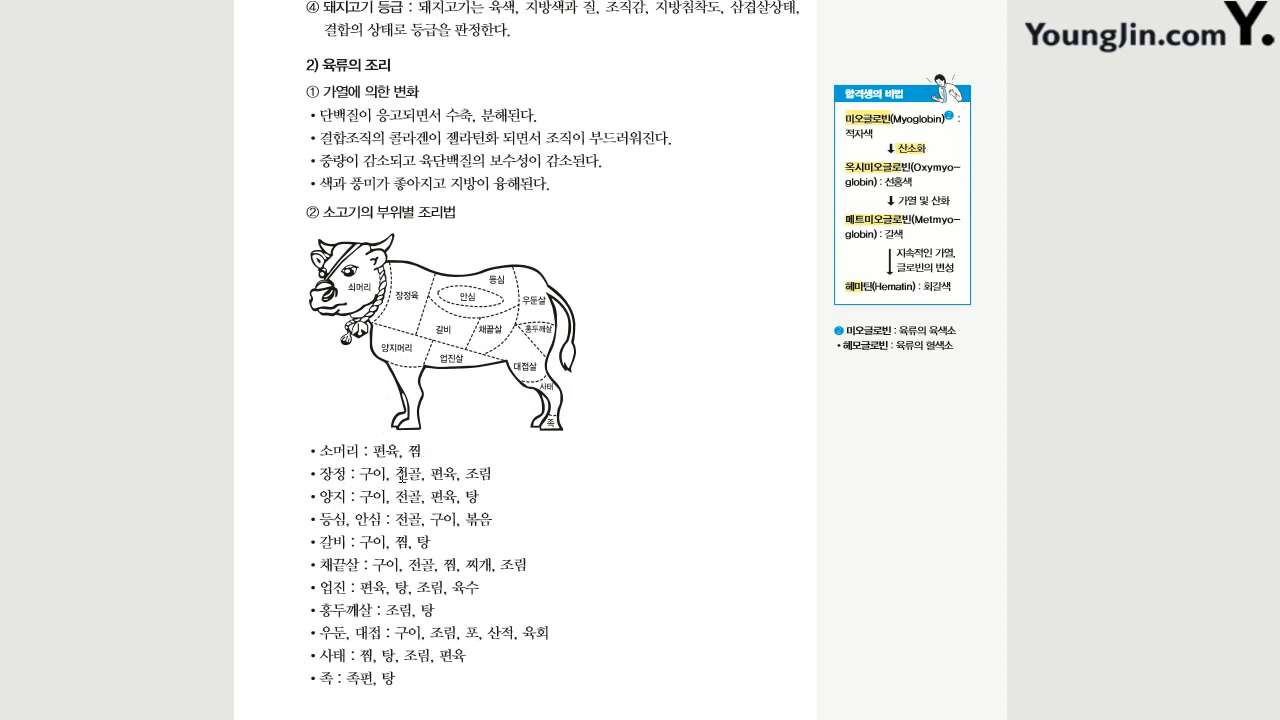 ④ 돼지고기 등급 : 돼지고기는 육색, 지방색과 질, 조직감, 지방침착도, 삼겹살상태,
결합의 상태로 등급을 판정한다.
2) 육류의 조리
① 가열에 의한 변화
• 단백질이 응고되면서 수축, 분해된다.
• 결합조직의 콜라겐이 젤라틴화 되면서 조직이 부드러워진다.
• 중량이 감소되고 육단백질의 보수성이 감소된다.
• 색과 풍미가 좋아지고 지방이 융해된다.
② 소고기의 부위별 조리법
쇠머리
장정육
등심
안심
우둔살
갈비
채끝살
홍두깨살
양지머리
업진살
대접살
사태
족
• 소머리 : 편육, 찜
• 장정 : 구이, 전골, 편육, 조림
• 양지 : 구이, 전골, 편육, 탕
• 등심, 안심 : 전골, 구이, 볶음
• 갈비 : 구이, 찜, 탕
• 채끝살 : 구이, 전골, 찜, 찌개, 조림
• 업진 : 편육, 탕, 조림, 육수
• 홍두깨살 : 조림, 탕
• 우둔, 대접 : 구이, 조림, 포, 산적, 육회
• 사태 : 찜, 탕, 조림, 편육
• 족 : 족편, 탕
YoungJin.com Y.
합격생의 비법
미오글로빈(Myoglobin)❷ :
적자색
↓ 산소화
옥시미오글로빈(Oxymyo-
globin) : 선홍색
↓ 가열 및 산화
메트미오글로빈(Metmyo-
globin) : 갈색
지속적인 가열,
글로빈의 변성
헤마틴(Hematin) : 회갈색
❷ 미오글로빈 : 육류의 육색소
• 헤모글로빈 : 육류의 혈색소